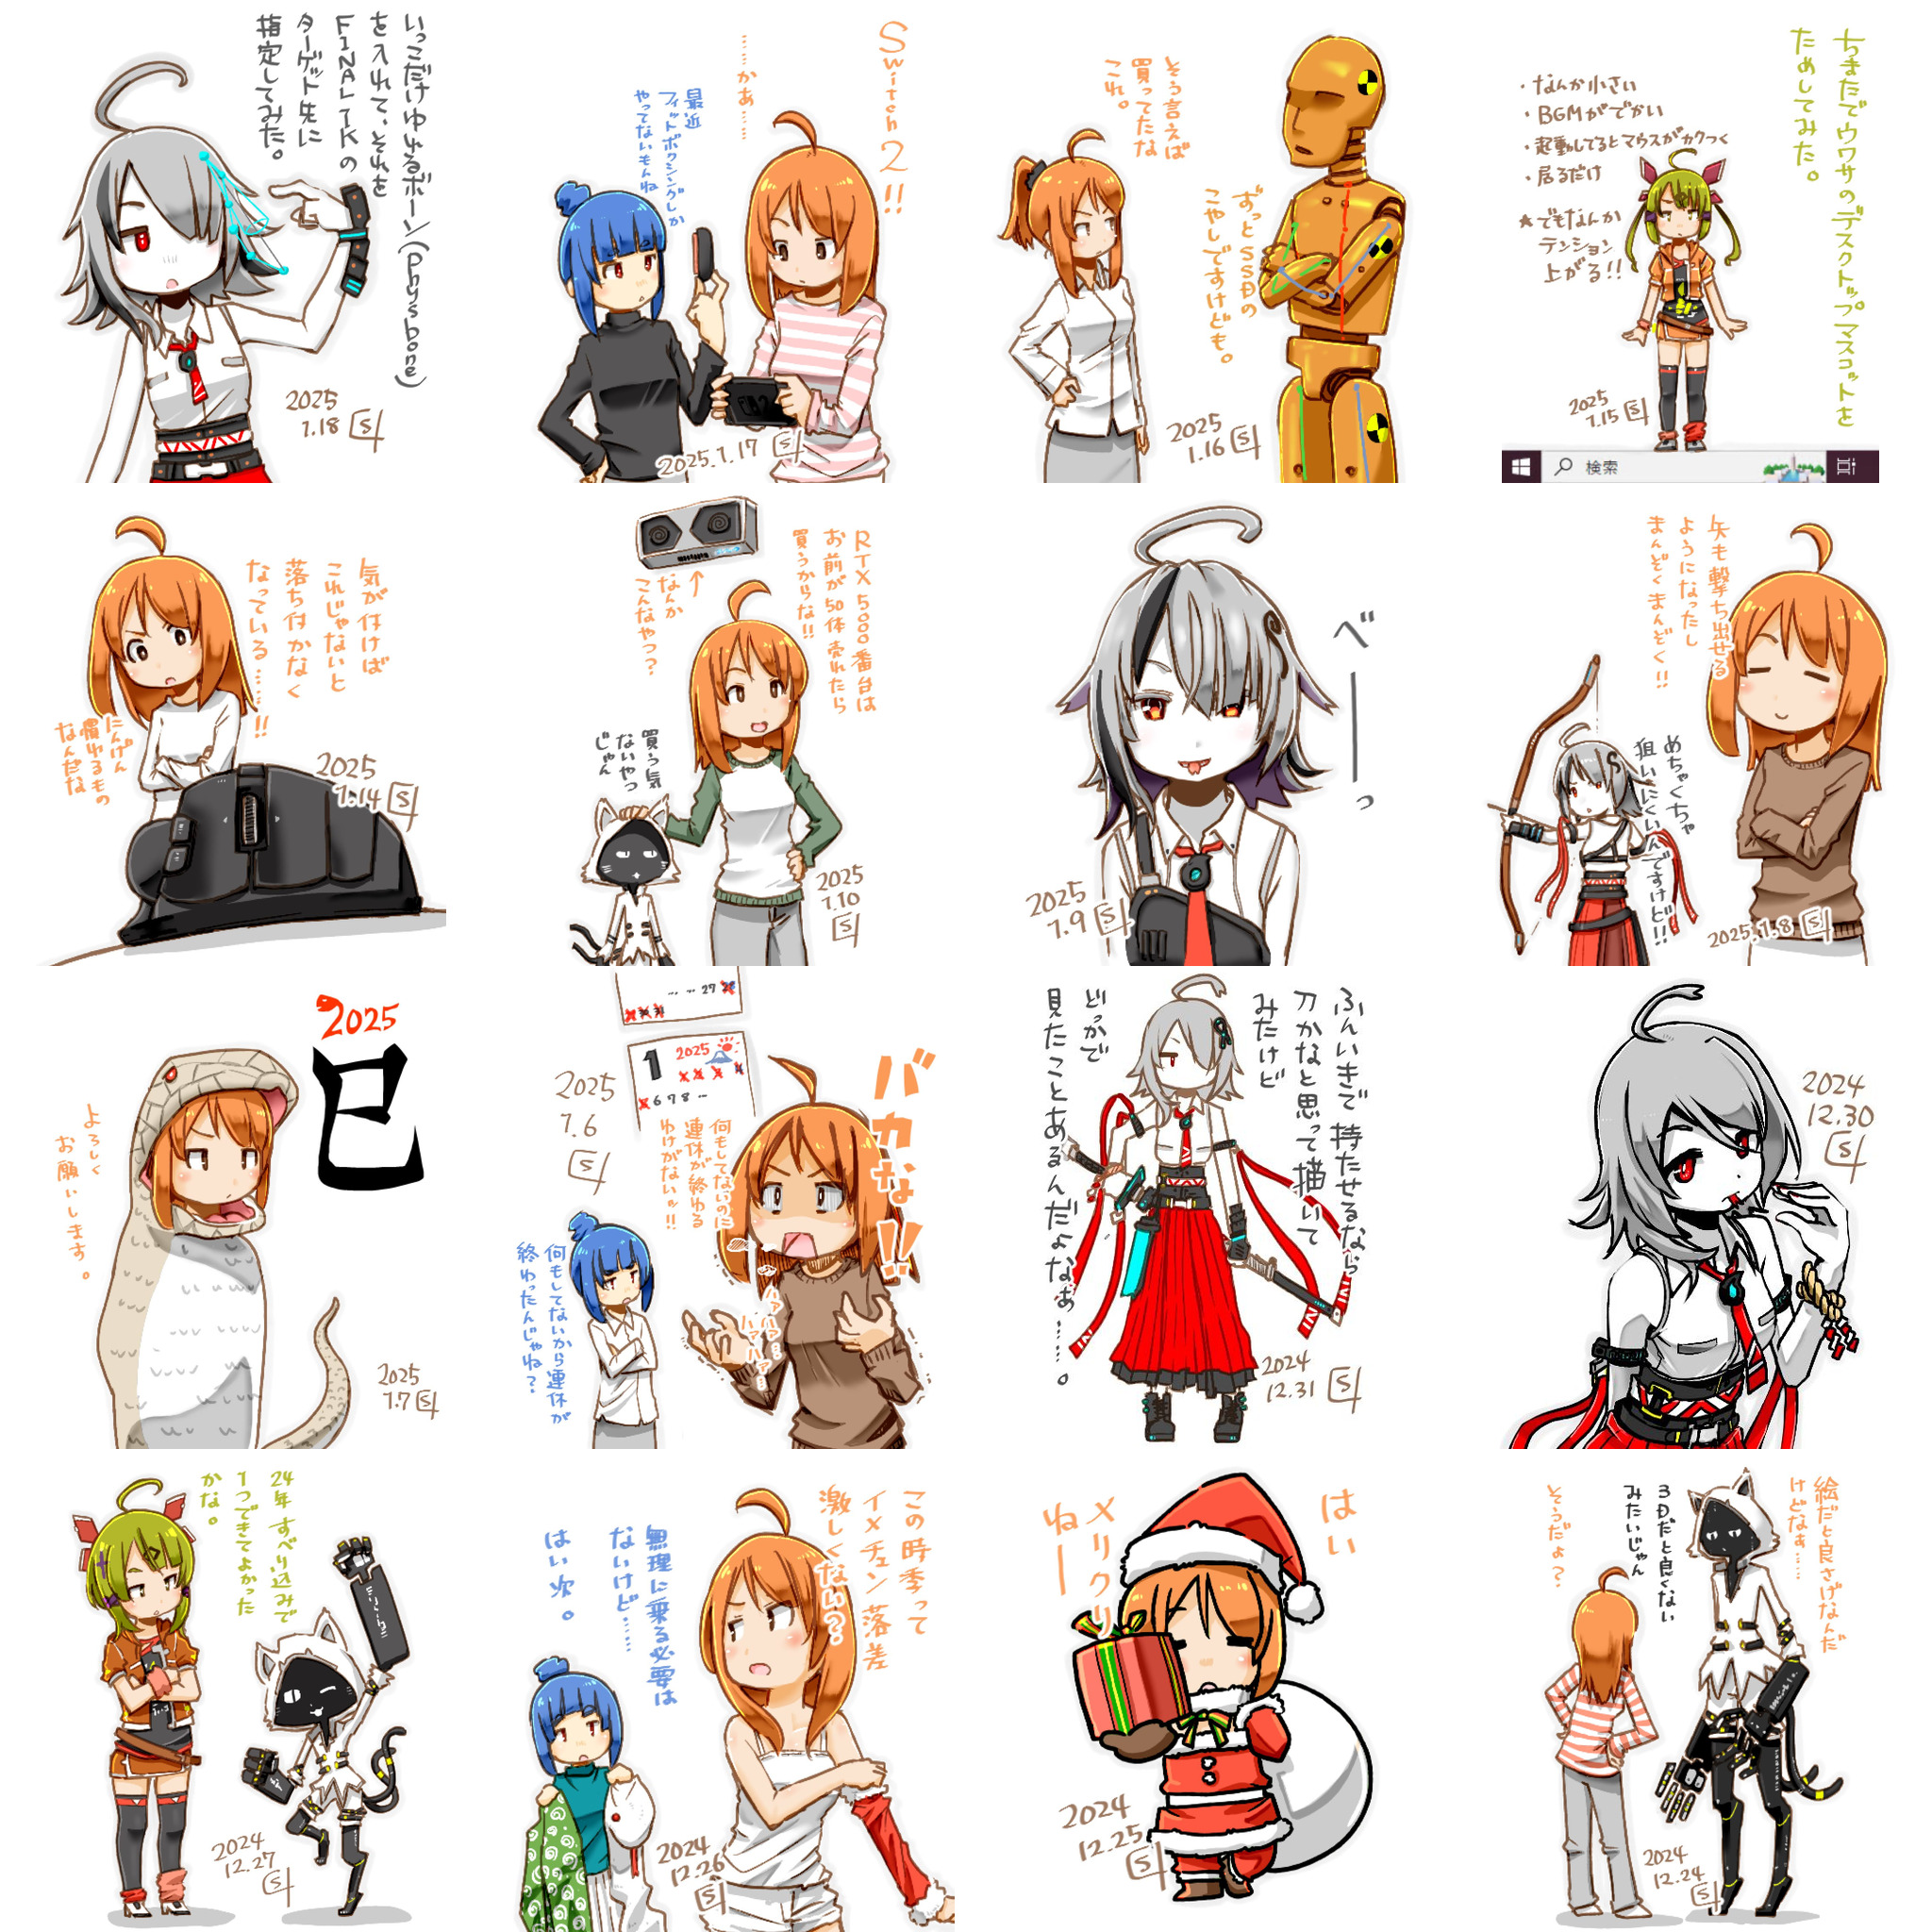 いっこだけゆれるボーン(Physbone)
を入れて、それを
FINALIKの
ターゲット先に
指定してみた。
2025
1.18
Switch2!!
……かぁ……
最近
フィットボクシングしか
やってないもんね
2025.1.17
そう言えば
買ってたな
これ。
ずっとSSDの
こやしですけども。
2025
1.16
ちまたでウワサのデスクトップマスコットを
ためしてみた。
・なんか小さい
・BGMがでかい
・起動してるとマウスがカクつく
・居るだけ
★でもなんか
テンション
上がる!!
2025
1.15
検索
気が付けば
これじゃないと
落ち付かなく
なっている……!!
にんげん
慣れるもの
なんだな
2025
1.14
RTX5000番台は
お前が50体売れたら
買うからな!!
なんか
こんなやつ?
買う気
ないやつ
じゃん
2025
1.10
べーっ
2025
1.9
矢も撃ち出せる
ようになったし
まんぞくまんぞく!!
めちゃくちゃ
狙いにくいんですけど!!
2025.1.8
2025
巳
よろしく
お願いします。
2025
1.7
27
1
2025
6 7 8
バカな!!
何もしてないのに
連休が終わる
わけがないッ!!
ハァハァ…
ハァハァ…
何もしてないから連休が
終わったんじゃね?
2025
1.6
ふんいきで持たせるなら
刀かなと思って描いて
みたけど
どっかで
見たことあるんだよなぁ……。
2024
12.31
2024
12.30
24年すべり込みで
1つできてよかった
かな。
2024
12.27
この時季って
イメチェン落差
激しくない?
無理に乗る必要は
ないけど……
はい次。
2024
12.26
はい
メリクリ
ねー
2024
12.25
絵だと良さげなんだ
けどなぁ……
3Dだと良くない
みたいじゃん
そうだよ?
2024
12.24